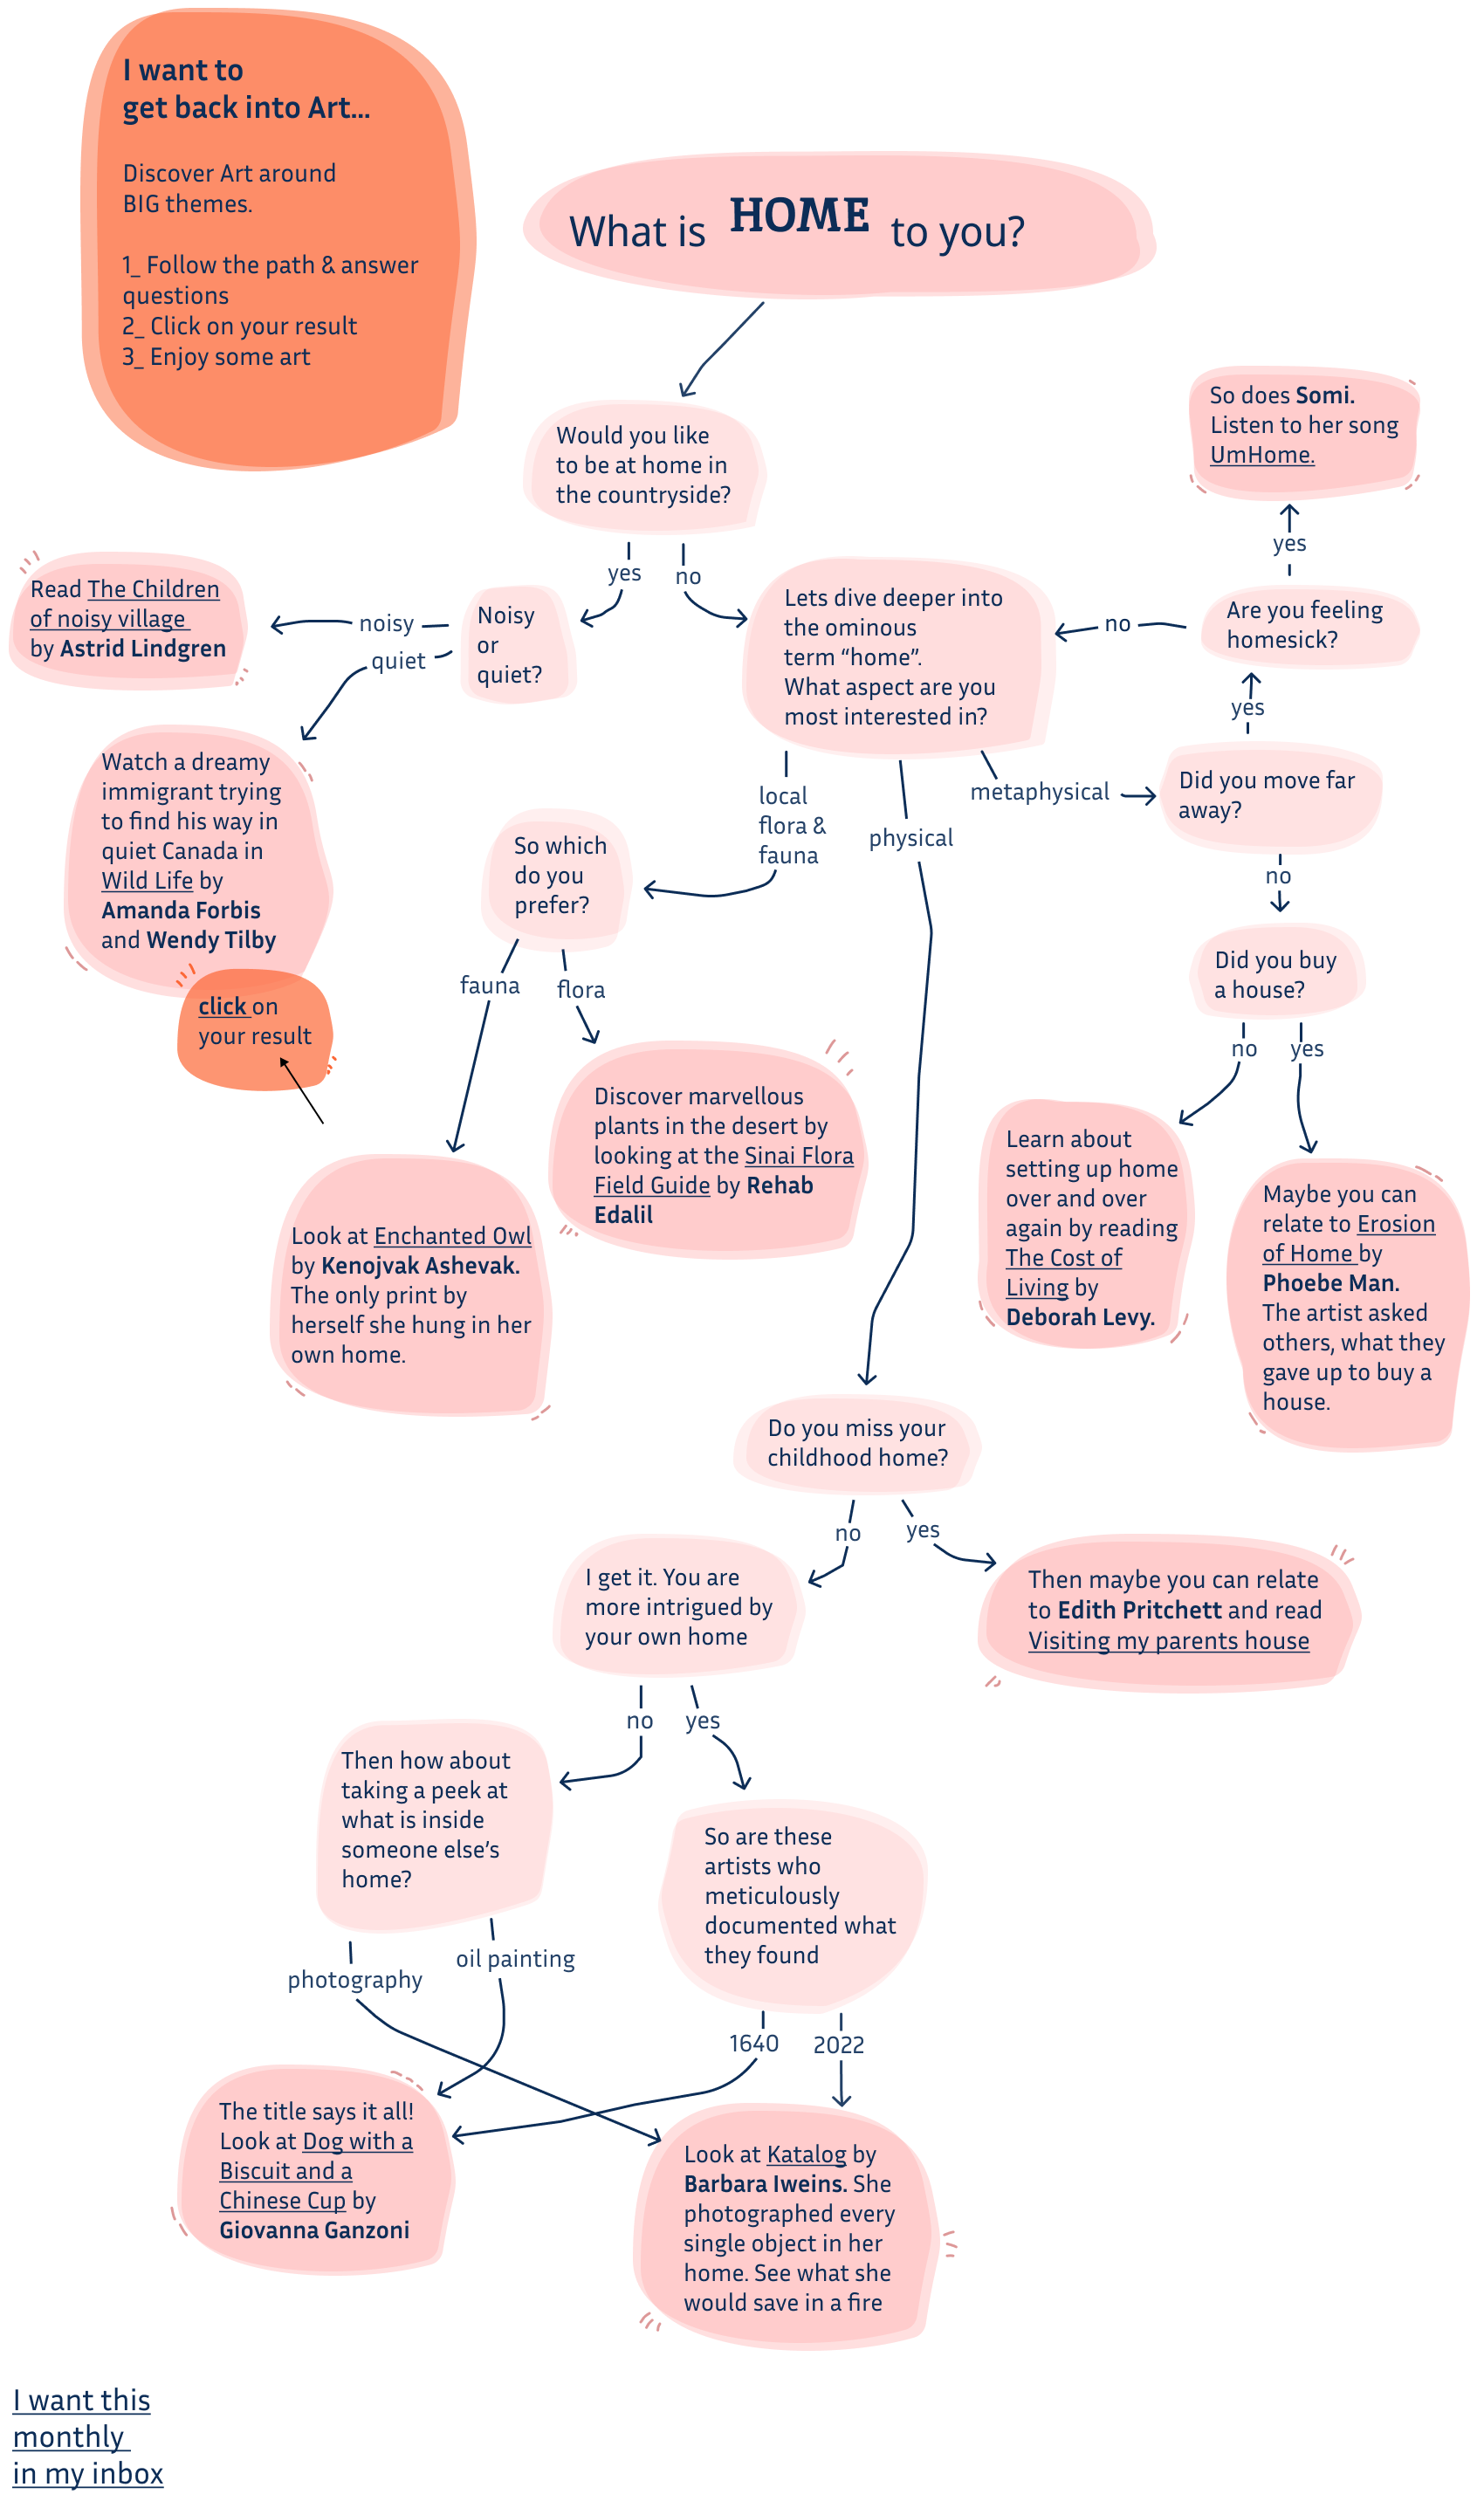 I want to
get back into Art...
Discover Art around
BIG themes.
1_ Follow the path & answer
questions
2_ Click on your result
3_ Enjoy some art
What is HOME to you?
Would you like
to be at home in
the countryside?
yes
no
Noisy
or
quiet?
noisy
quiet
Read The Children
of noisy village
by Astrid Lindgren
Watch a dreamy
immigrant trying
to find his way in
quiet Canada in
Wild Life by
Amanda Forbis
and Wendy Tilby
click on
your result
Lets dive deeper into
the ominous
term “home”.
What aspect are you
most interested in?
local
flora &
fauna
physical
metaphysical
So does Somi.
Listen to her song
UmHome.
yes
Are you feeling
homesick?
no
yes
Did you move far
away?
no
Did you buy
a house?
no
yes
Learn about
setting up home
over and over
again by reading
The Cost of
Living by
Deborah Levy.
Maybe you can
relate to Erosion
of Home by
Phoebe Man.
The artist asked
others, what they
gave up to buy a
house.
So which
do you
prefer?
fauna
flora
Discover marvellous
plants in the desert by
looking at the Sinai Flora
Field Guide by Rehab
Edalil
Look at Enchanted Owl
by Kenojvak Ashevak.
The only print by
herself she hung in her
own home.
Do you miss your
childhood home?
no
yes
I get it. You are
more intrigued by
your own home
Then maybe you can relate
to Edith Pritchett and read
Visiting my parents house
no
yes
Then how about
taking a peek at
what is inside
someone else’s
home?
So are these
artists who
meticulously
documented what
they found
photography
oil painting
1640
2022
The title says it all!
Look at Dog with a
Biscuit and a
Chinese Cup by
Giovanna Ganzoni
Look at Katalog by
Barbara Iweins. She
photographed every
single object in her
home. See what she
would save in a fire
I want this
monthly
in my inbox